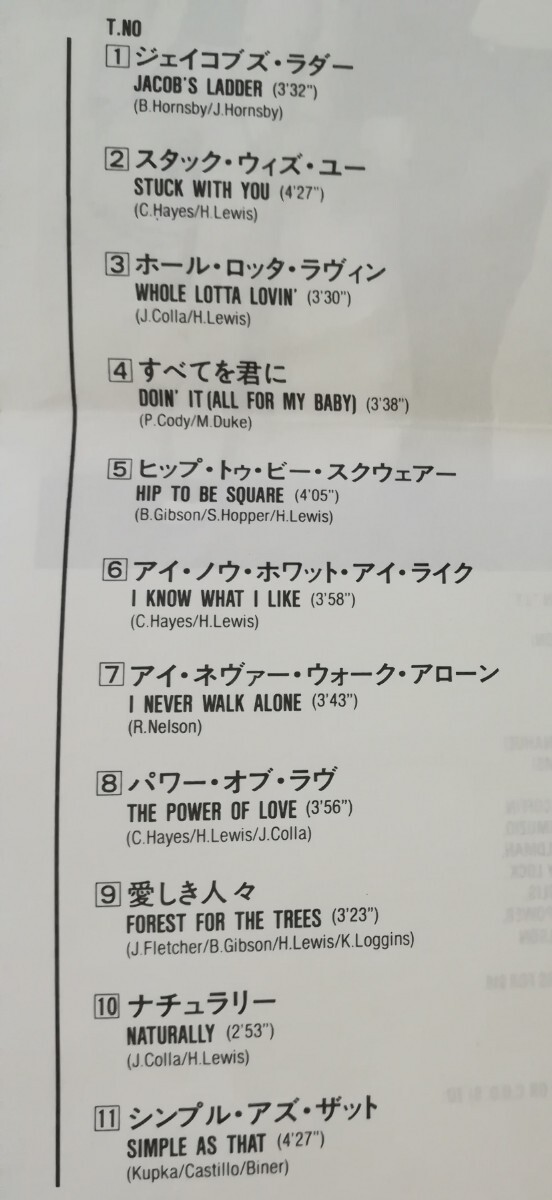 T.NO
1 ジェイコブズ・ラダー
JACOB'S LADDER (3'32")
(B.Hornsby/J.Hornsby)
2 スタック・ウィズ・ユー
STUCK WITH YOU (4'27")
(C.Hayes/H.Lewis)
3 ホール・ロッタ・ラヴィン
WHOLE LOTTA LOVIN' (3'30")
(J.Colla/H.Lewis)
4 すべてを君に
DOIN' IT (ALL FOR MY BABY) (3'38")
(P.Cody/M.Duke)
5 ヒップ・トゥ・ビー・スクウェアー
HIP TO BE SQUARE (4'05")
(B.Gibson/S.Hopper/H.Lewis)
6 アイ・ノウ・ホワット・アイ・ライク
I KNOW WHAT I LIKE (3'58")
(C.Hayes/H.Lewis)
7 アイ・ネヴァー・ウォーク・アローン
I NEVER WALK ALONE (3'43")
(R.Nelson)
8 パワー・オブ・ラヴ
THE POWER OF LOVE (3'56")
(C.Hayes/H.Lewis/J.Colla)
9 愛しき人々
FOREST FOR THE TREES (3'23")
(J.Fletcher/B.Gibson/H.Lewis/K.Loggins)
10 ナチュラリー
NATURALLY (2'53")
(J.Colla/H.Lewis)
11 シンプル・アズ・ザット
SIMPLE AS THAT (4'27")
(Kupka/Castillo/Biner)